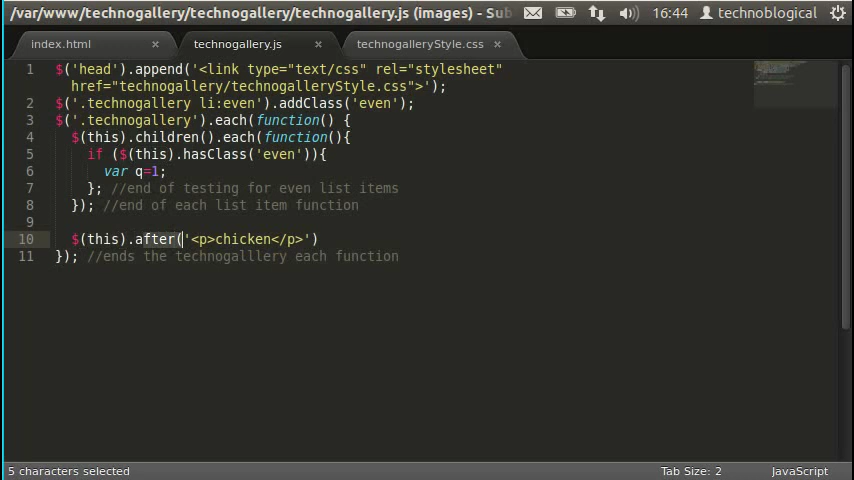 /var/www/technogallery/technogallery/technogallery.js (images) - Sub 16:44 technoblogical
index.html × technogallery.js × technogalleryStyle.css ×
1 $('head').append('<link type="text/css" rel="stylesheet"
href="technogallery/technogalleryStyle.css">');
2 $('.technogallery li:even').addClass('even');
3 $('.technogallery').each(function() {
4 $(this).children().each(function(){
5 if ($(this).hasClass('even')){
6 var q=1;
7 }; //end of testing for even list items
8 }); //end of each list item function
9
10 $(this).after('<p>chicken</p>')
11 }); //ends the technogalllery each function
5 characters selected Tab Size: 2 JavaScript